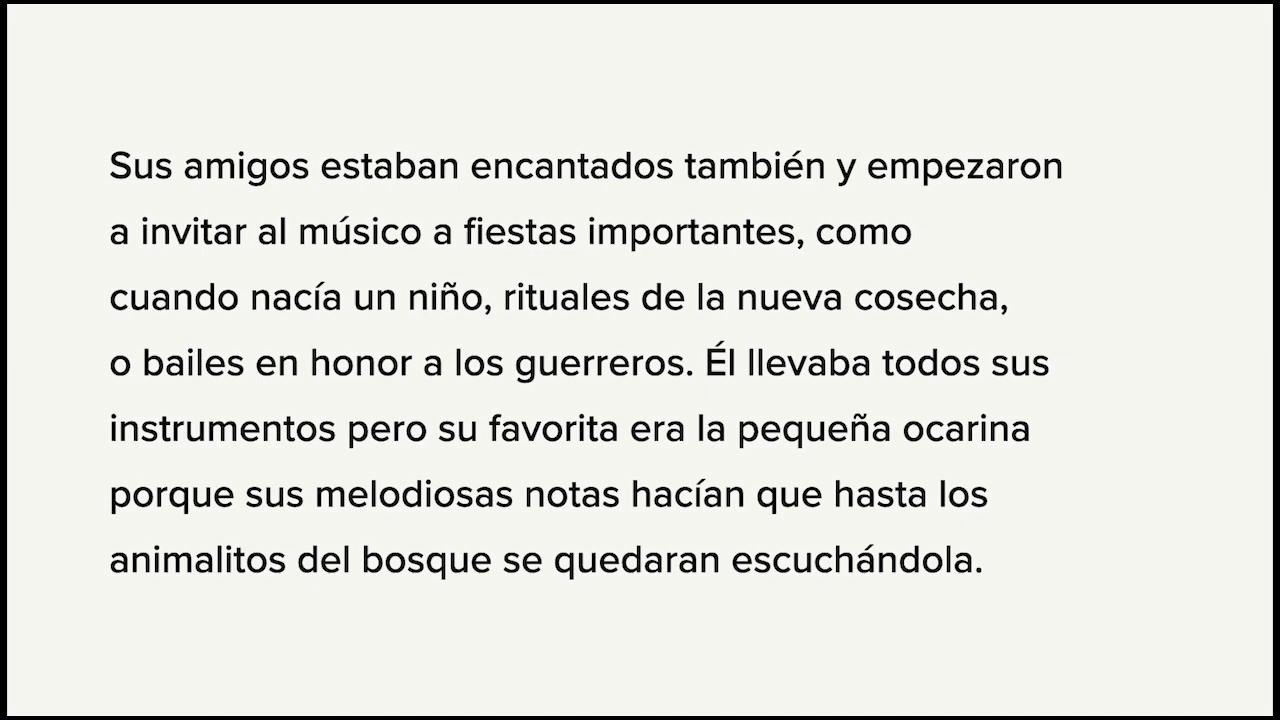 Sus amigos estaban encantados también y empezaron
a invitar al músico a fiestas importantes, como
cuando nacía un niño, rituales de la nueva cosecha,
o bailes en honor a los guerreros. Él llevaba todos sus
instrumentos pero su favorita era la pequeña ocarina
porque sus melodiosas notas hacían que hasta los
animalitos del bosque se quedaran escuchándola.